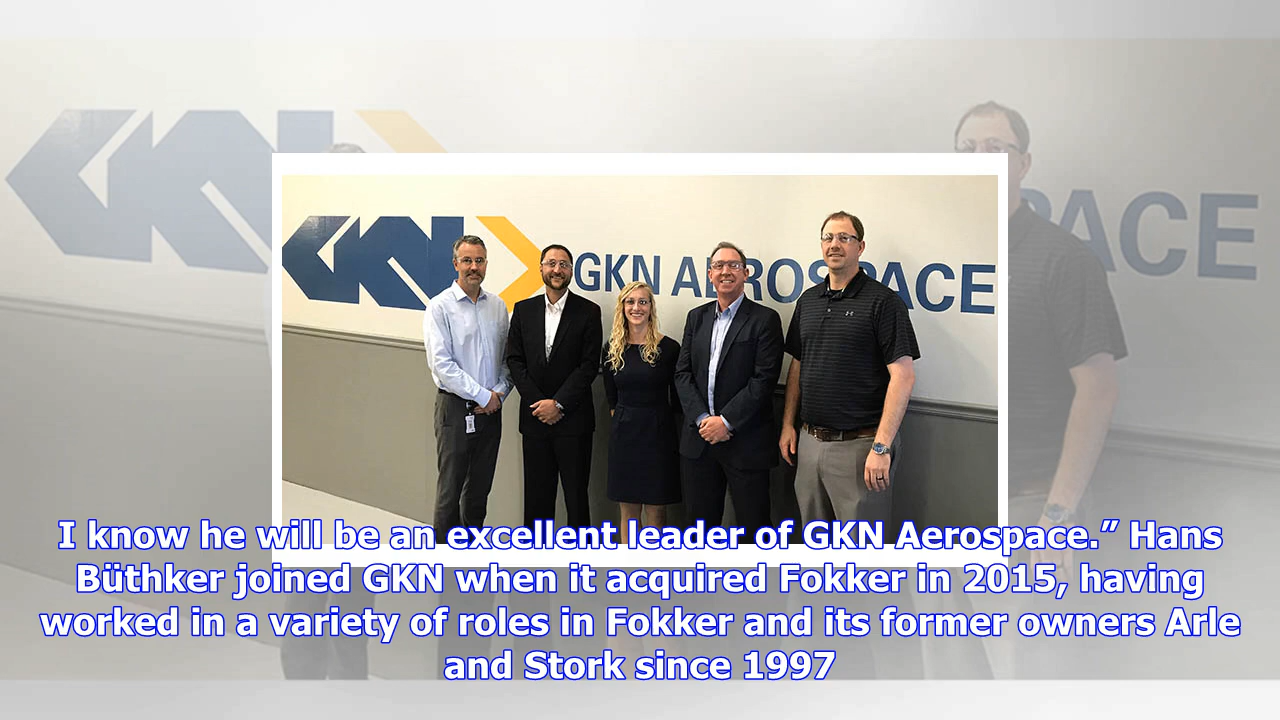 GKN AEROSPACE
SPACE
I know he will be an excellent leader of GKN Aerospace.” Hans
Büthker joined GKN when it acquired Fokker in 2015, having
worked in a variety of roles in Fokker and its former owners Arle
and Stork since 1997